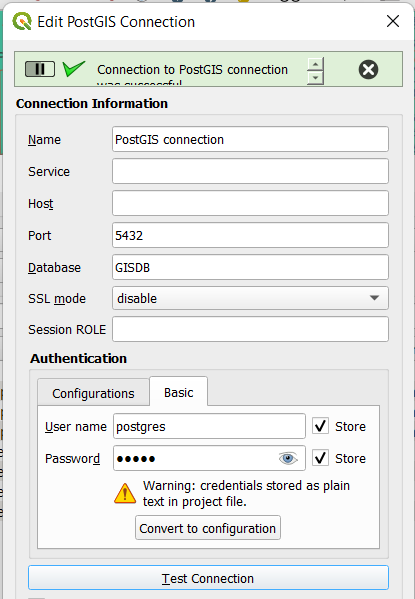 Edit PostGIS Connection
Connection to PostGIS connection
was successful
Connection Information
Name PostGIS connection
Service
Host
Port 5432
Database GISDB
SSL mode disable
Session ROLE
Authentication
Configurations Basic
User name postgres Store
Password ●●●●● Store
Warning: credentials stored as plain
text in project file.
Convert to configuration
Test Connection